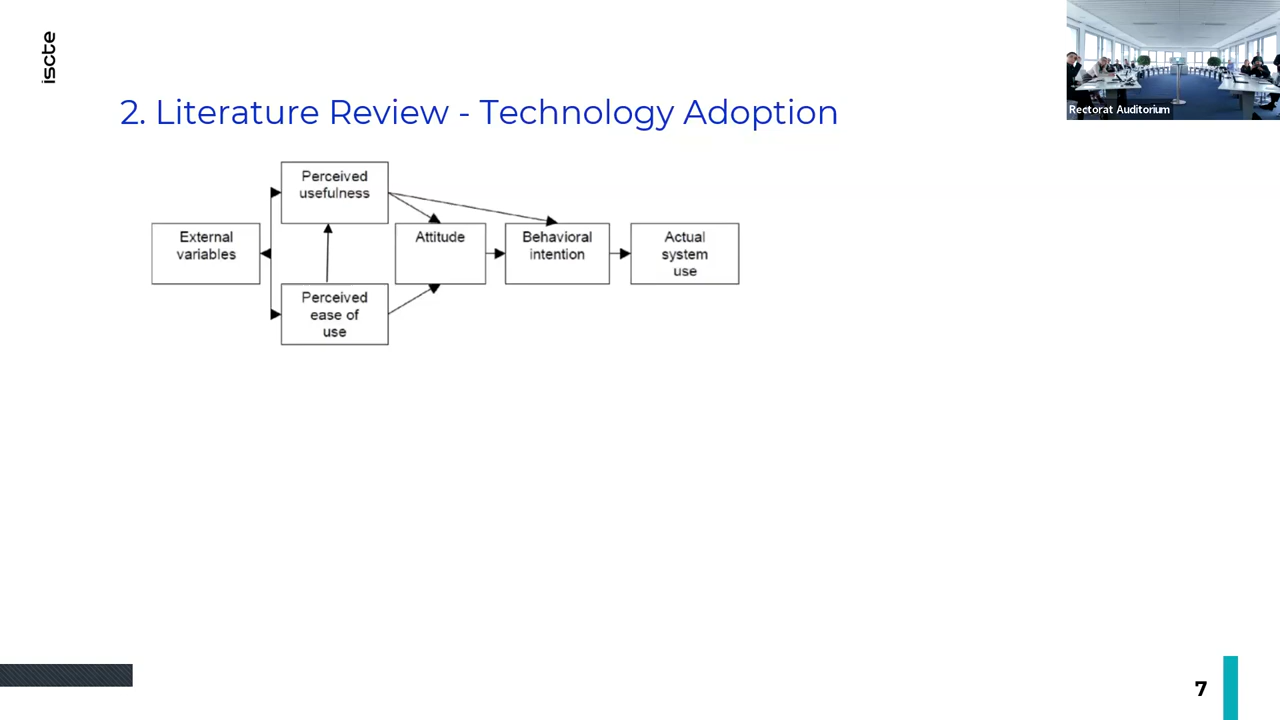 iscte
Rectorat Auditorium
2. Literature Review - Technology Adoption
Perceived
usefulness
External
variables
Attitude
Behavioral
intention
Actual
system
use
Perceived
ease of
use
7